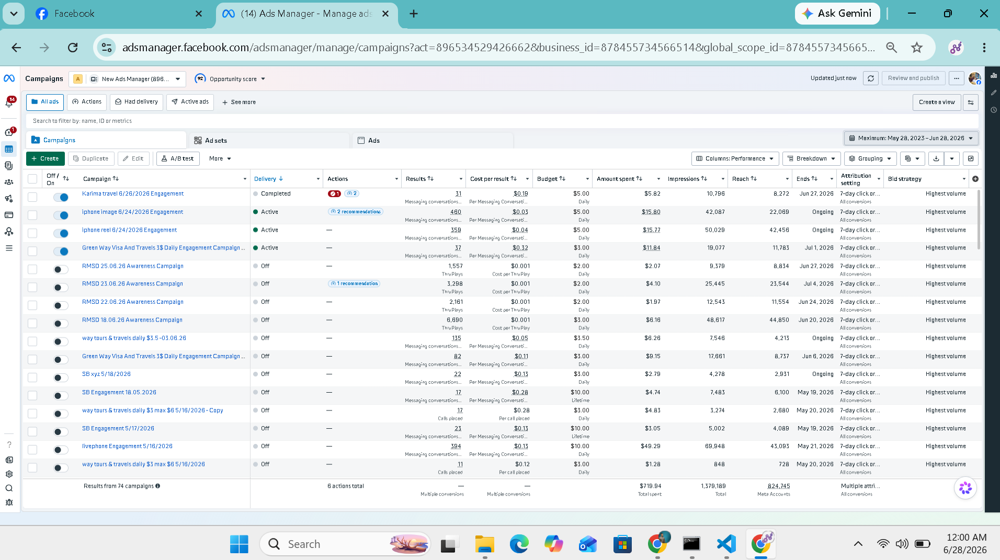 Facebook
(14) Ads Manager - Manage ads
Ask Gemini
adsmanager.facebook.com/adsmanager/manage/campaigns?act=896534529426662&business_id=878455734566514&global_scope_id=8784557345665...
Campaigns
A
New Ads Manager (896...
92
Opportunity score
Updated just now
Review and publish
...
14
1
All ads
Actions
Had delivery
Active ads
See more
Create a view
Search to filter by: name, ID or metrics
Campaigns
Ad sets
Ads
Maximum: May 28, 2023 – Jun 28, 2026
Create
Duplicate
Edit
A/B test
More
Columns: Performance
Breakdown
Grouping
Off / On
Campaign
Delivery
Actions
Results
Cost per result
Budget
Amount spent
Impressions
Reach
Ends
Attribution setting
Bid strategy
Karima travel 6/26/2026 Engagement Completed 1 2 31 $0.19 $5.00 $5.82 10,796 8,272 Jun 27, 2026 7-day click or... Highest volume
Messaging conversations... Per Messaging Conversati... Daily All conversions
iphone image 6/24/2026 Engagement Active 2 recommendations 460 $0.03 $5.00 $15.80 42,087 22,069 Ongoing 7-day click or... Highest volume
Messaging conversations... Per Messaging Conversati... Daily All conversions
iphone reel 6/24/2026 Engagement Active — 359 $0.04 $5.00 $15.77 50,029 42,456 Ongoing 7-day click or... Highest volume
Messaging conversations... Per Messaging Conversati... Daily All conversions
Green Way Visa And Travels 3$ Daily Engagement Campaign ... Active — 37 $0.32 $3.00 $11.84 19,077 11,783 Jul 1, 2026 7-day click or... Highest volume
Messaging conversations... Per Messaging Conversati... Daily All conversions
RMSD 25.06.26 Awareness Campaign Off — 1,557 $0.001 $2.00 $2.07 9,379 8,834 Jun 27, 2026 7-day click or... Highest volume
ThruPlays Cost per ThruPlay Daily All conversions
RMSD 23.06.26 Awareness Campaign Off 1 recommendation 3,298 $0.001 $2.00 $4.10 25,445 23,544 Jul 4, 2026 7-day click or... Highest volume
ThruPlays Cost per ThruPlay Daily All conversions
RMSD 22.06.26 Awareness Campaign Off — 2,161 $0.001 $2.00 $1.97 12,543 11,554 Jun 24, 2026 7-day click or... Highest volume
ThruPlays Cost per ThruPlay Daily All conversions
RMSD 18.06.26 Awareness Campaign Off — 6,690 $0.001 $3.00 $6.16 48,617 44,850 Jun 20, 2026 7-day click or... Highest volume
ThruPlays Cost per ThruPlay Daily All conversions
way tours & travels daily $3.5 -03.06.26 Off — 135 $0.05 $3.50 $6.26 7,546 4,213 Ongoing 7-day click or... Highest volume
Messaging conversations... Per Messaging Conversati... Daily All conversions
Green Way Visa And Travels 3$ Daily Engagement Campaign ... Off — 82 $0.11 $3.00 $9.15 17,661 8,737 Jun 6, 2026 7-day click or... Highest volume
Messaging conversations... Per Messaging Conversati... Daily All conversions
SB xyz 5/18/2026 Off — 22 $0.13 $3.00 $2.79 4,278 2,931 Ongoing 7-day click or... Highest volume
Messaging conversations... Per Messaging Conversati... Daily All conversions
SB Engagement 18.05.2026 Off — 17 $0.28 $10.00 $4.74 7,483 6,100 May 19, 2026 7-day click or... Highest volume
Messaging conversations... Per Messaging Conversati... Lifetime All conversions
way tours & travels daily $3 max $6 5/16/2026 - Copy Off — 17 $0.28 $3.00 $4.83 3,274 2,680 May 20, 2026 7-day click or... Highest volume
Calls placed Per call placed Daily All conversions
SB Engagement 5/17/2026 Off — 23 $0.13 $10.00 $3.05 5,002 4,089 May 19, 2026 7-day click or... Highest volume
Messaging conversations... Per Messaging Conversati... Lifetime All conversions
livephone Engagement 5/16/2026 Off — 394 $0.13 $10.00 $49.29 69,948 43,093 May 21, 2026 7-day click or... Highest volume
Messaging conversations... Per Messaging Conversati... Daily All conversions
way tours & travels daily $3 max $6 5/16/2026 Off — 11 $0.12 $3.00 $1.28 848 728 May 20, 2026 7-day click or... Highest volume
Calls placed Per call placed Daily All conversions
Results from 74 campaigns 6 actions total — — $719.94 1,379,189 824,745 Multiple attri...
Multiple conversions Multiple conversions Total spent Total Meta Accounts All conversions
Search
12:00 AM
6/28/2026